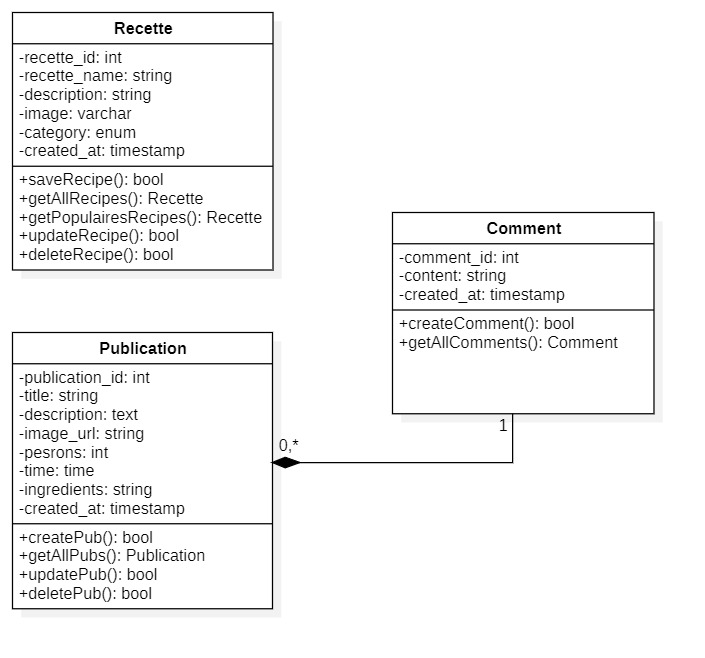 Recette
-recette_id: int
-recette_name: string
-description: string
-image: varchar
-category: enum
-created_at: timestamp
+saveRecipe(): bool
+getAllRecipes(): Recette
+getPopulairesRecipes(): Recette
+updateRecipe(): bool
+deleteRecipe(): bool
Comment
-comment_id: int
-content: string
-created_at: timestamp
+createComment(): bool
+getAllComments(): Comment
1
0,*
Publication
-publication_id: int
-title: string
-description: text
-image_url: string
-pesrons: int
-time: time
-ingredients: string
-created_at: timestamp
+createPub(): bool
+getAllPubs(): Publication
+updatePub(): bool
+deletePub(): bool